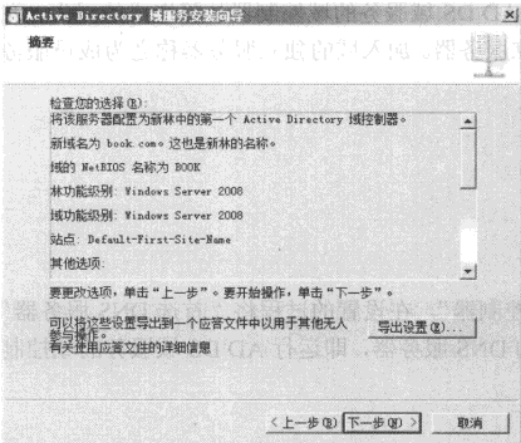 Active Directory 域服务安装向导
摘要
检查您的选择(R):
将该服务器配置为新林中的第一个 Active Directory 域控制器。
新域名为 book.com。这也是新林的名称。
域的 NetBIOS 名称为 BOOK
林功能级别: Windows Server 2008
域功能级别: Windows Server 2008
站点: Default-First-Site-Name
其他选项:
要更改选项,单击“上一步”。要开始操作,单击“下一步”。
可以将这些设置导出到一个应答文件中以用于其他无人
参与操作。
导出设置(E)...
有关使用应答文件的详细信息
<上一步(B) 下一步(N)> 取消